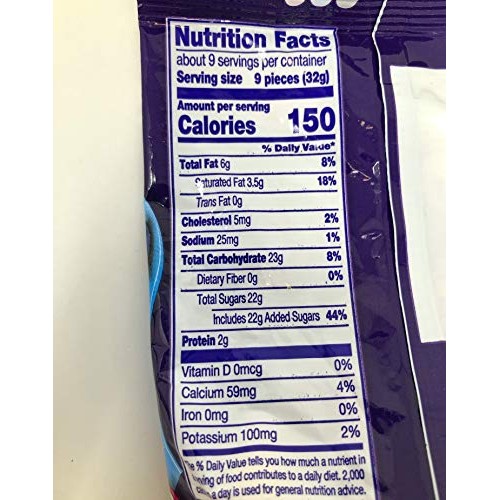 Nutrition Facts
about 9 servings per container
Serving size 9 pieces (32g)
Amount per serving
Calories 150
% Daily Value*
Total Fat 6g 8%
Saturated Fat 3.5g 18%
Trans Fat 0g
Cholesterol 5mg 2%
Sodium 25mg 1%
Total Carbohydrate 23g 8%
Dietary Fiber 0g 0%
Total Sugars 22g
Includes 22g Added Sugars 44%
Protein 2g
Vitamin D 0mcg 0%
Calcium 59mg 4%
Iron 0mg 0%
Potassium 100mg 2%
% Daily Value tells you how much a nutrient in
serving of food contributes to a daily diet. 2,000
a day is used for general nutrition advice.